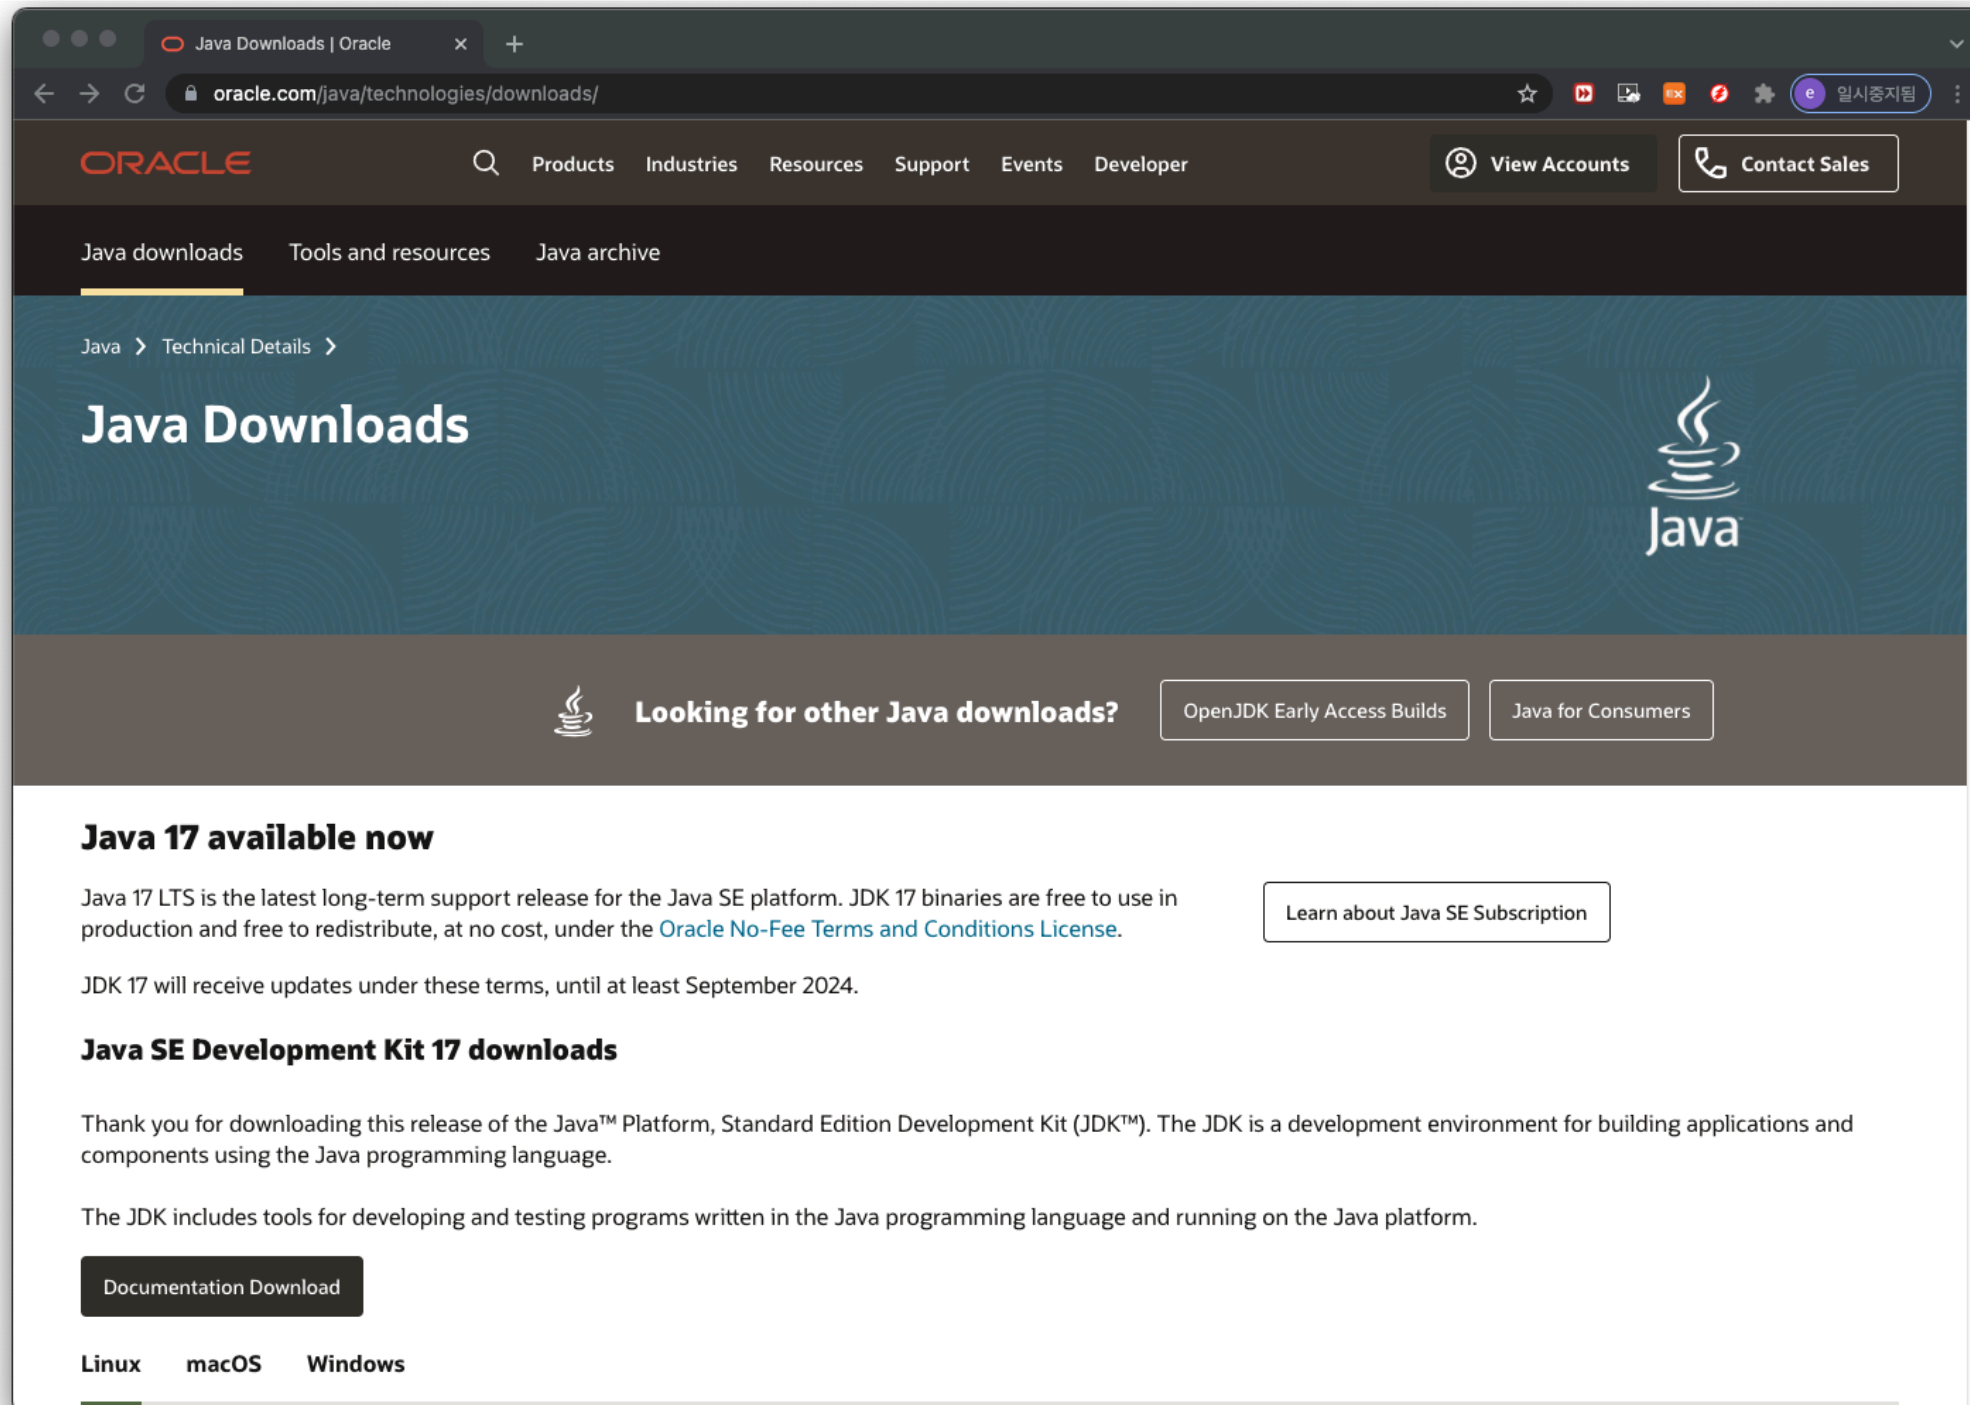 Java Downloads | Oracle
oracle.com/java/technologies/downloads/
EX
e 일시중지됨
ORACLE
Products Industries Resources Support Events Developer
View Accounts
Contact Sales
Java downloads Tools and resources Java archive
Java Technical Details
Java Downloads
Java
Looking for other Java downloads?
OpenJDK Early Access Builds
Java for Consumers
Java 17 available now
Java 17 LTS is the latest long-term support release for the Java SE platform. JDK 17 binaries are free to use in
production and free to redistribute, at no cost, under the Oracle No-Fee Terms and Conditions License.
Learn about Java SE Subscription
JDK 17 will receive updates under these terms, until at least September 2024.
Java SE Development Kit 17 downloads
Thank you for downloading this release of the Java™ Platform, Standard Edition Development Kit (JDK™). The JDK is a development environment for building applications and
components using the Java programming language.
The JDK includes tools for developing and testing programs written in the Java programming language and running on the Java platform.
Documentation Download
Linux macOS Windows